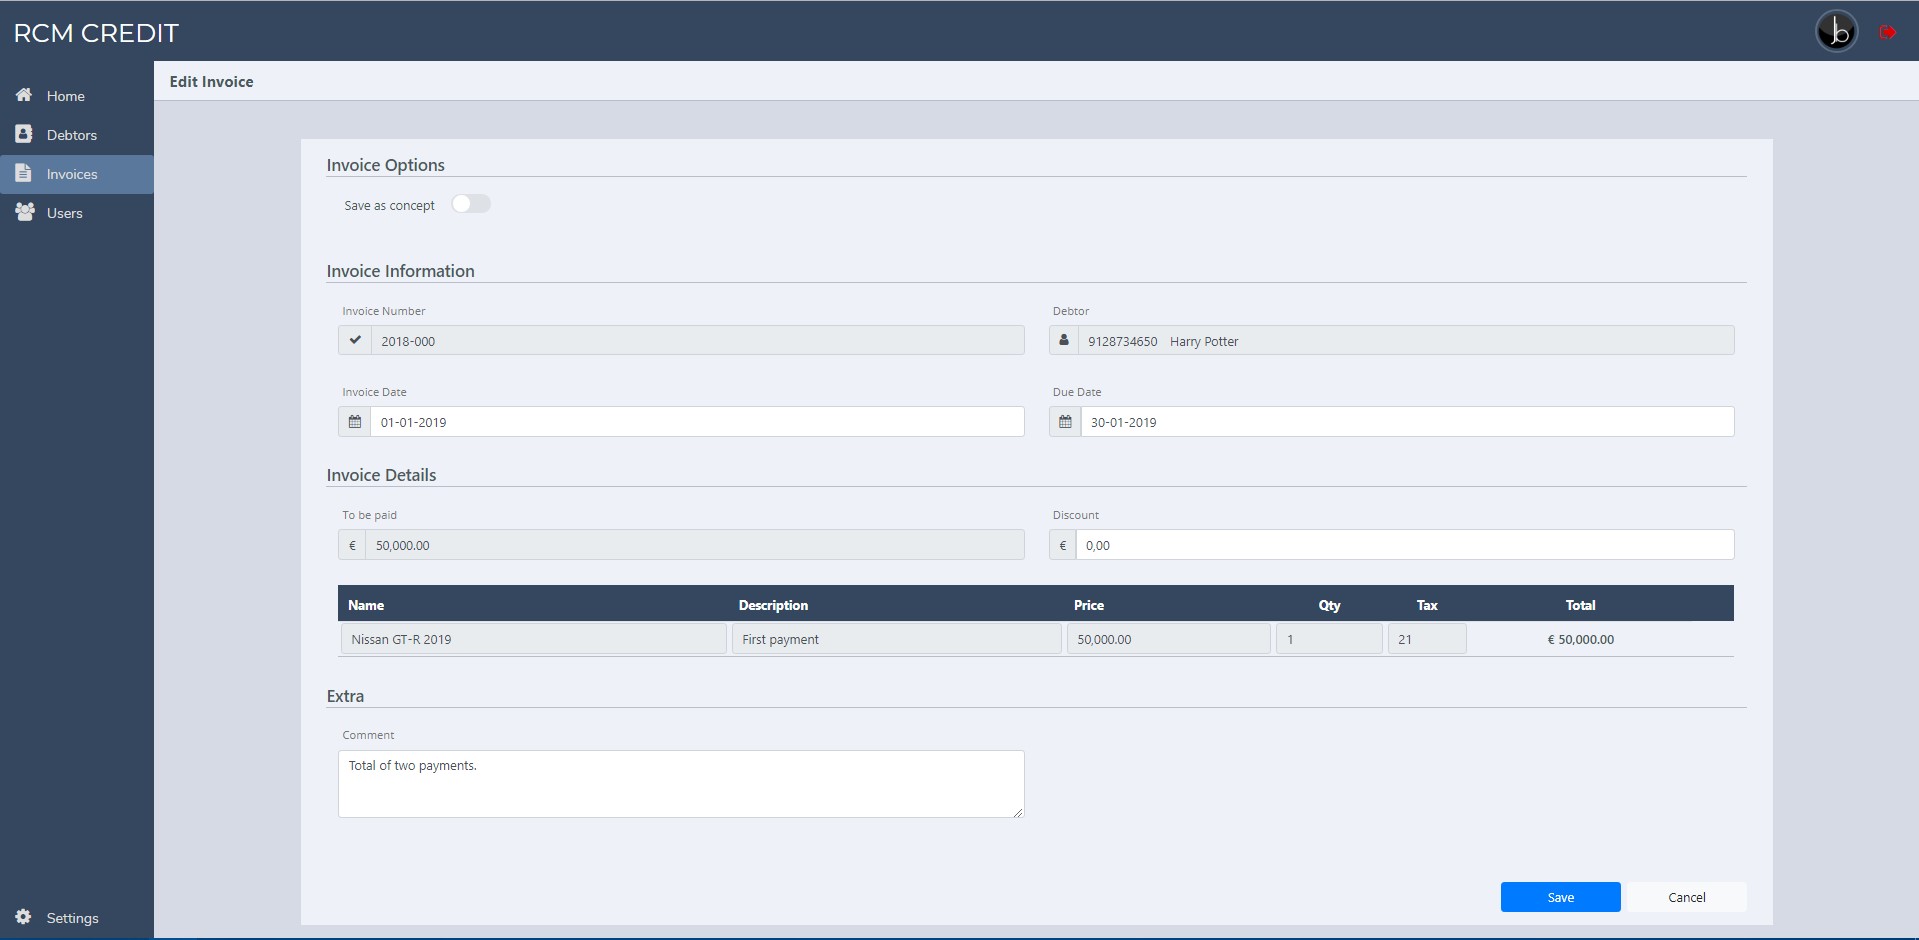 RCM CREDIT
jb
Home
Debtors
Invoices
Users
Settings
Edit Invoice
Invoice Options
Save as concept
Invoice Information
Invoice Number
Debtor
2018-000
9128734650 Harry Potter
Invoice Date
Due Date
01-01-2019
30-01-2019
Invoice Details
To be paid
Discount
€ 50,000.00
€ 0,00
Name Description Price Qty Tax Total
Nissan GT-R 2019 First payment 50,000.00 1 21 € 50,000.00
Extra
Comment
Total of two payments.
Save Cancel